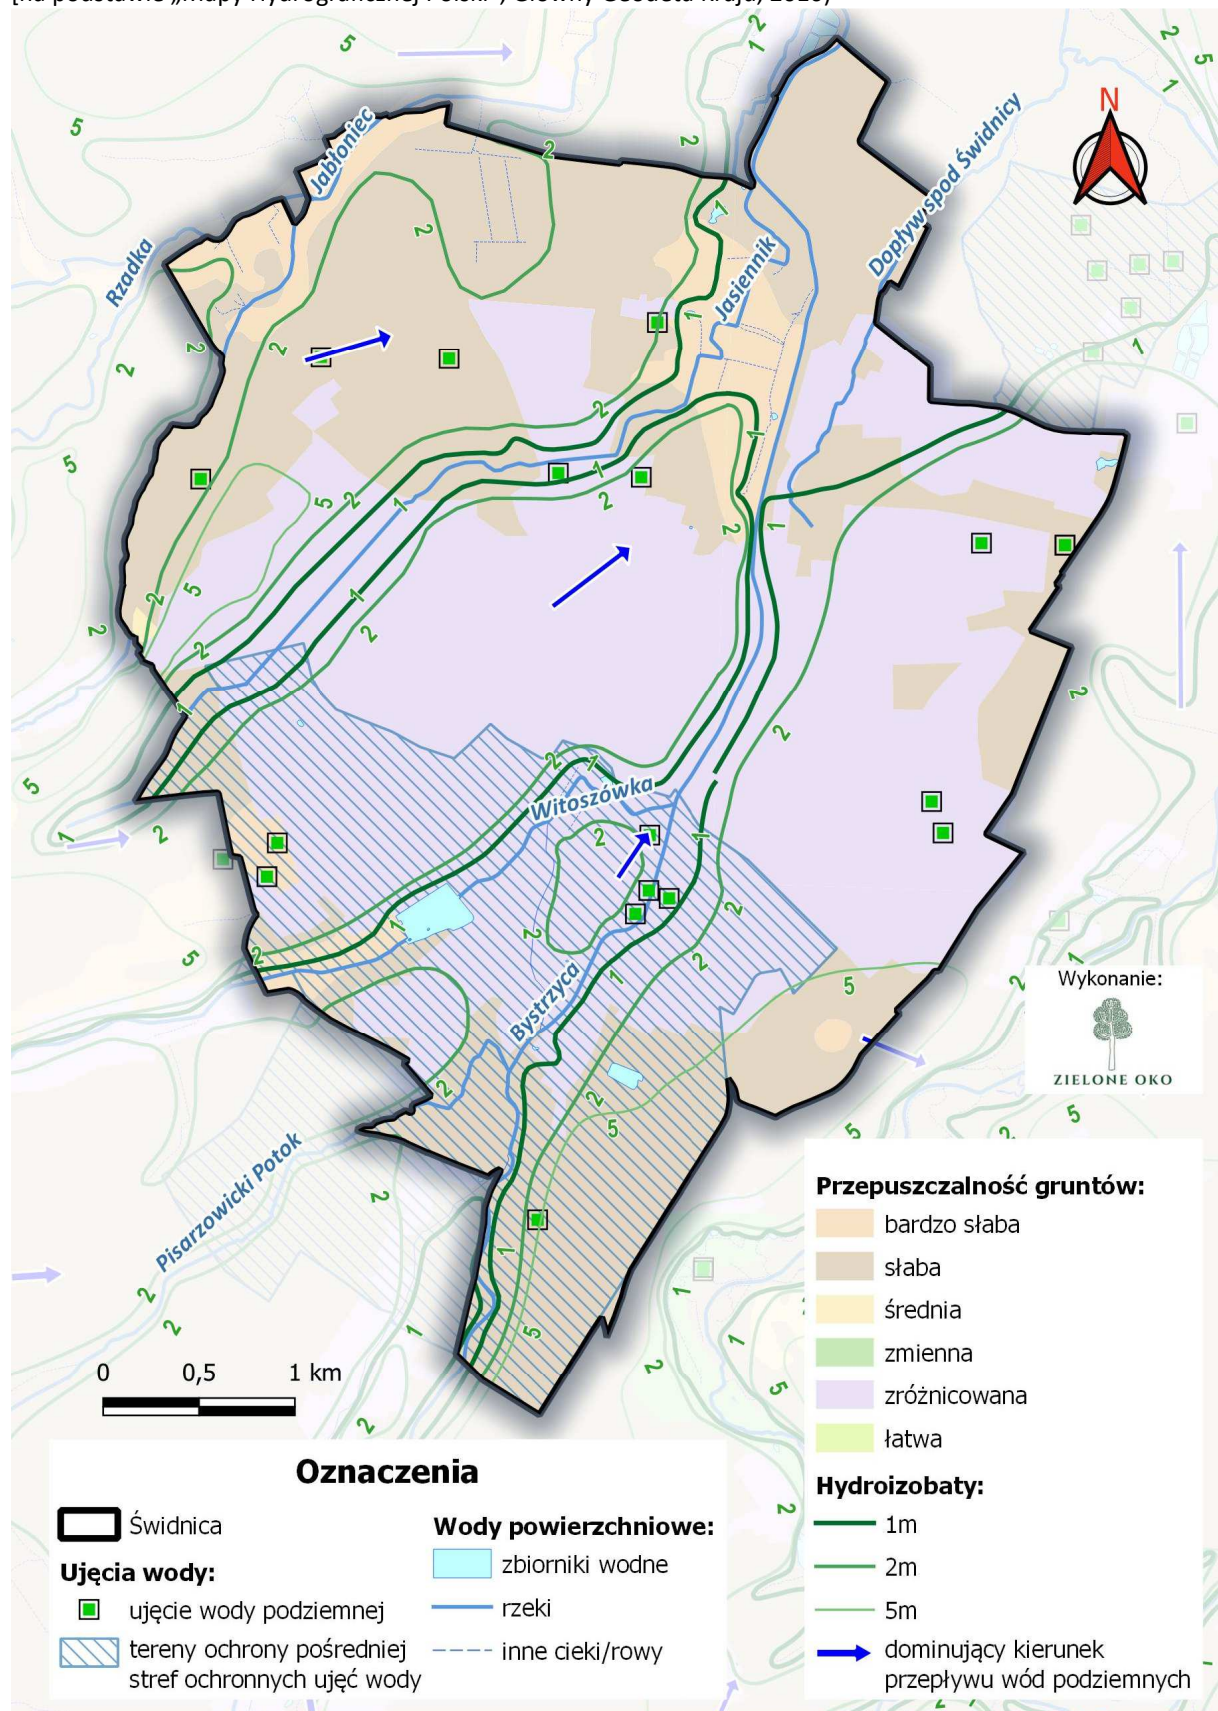 Jabłoniec
Rzadka
Jasiennik
Dopływ spod Świdnicy
N
Witoszówka
Bystrzyca
Pisarzowicki Potok
Wykonanie:
ZIELONE OKO
0 0,5 1 km
Oznaczenia
Świdnica
Ujęcia wody:
ujęcie wody podziemnej
tereny ochrony pośredniej
stref ochronnych ujęć wody
Wody powierzchniowe:
zbiorniki wodne
rzeki
inne cieki/rowy
Przepuszczalność gruntów:
bardzo słaba
słaba
średnia
zmienna
zróżnicowana
łatwa
Hydroizobaty:
1m
2m
5m
dominujący kierunek
przepływu wód podziemnych